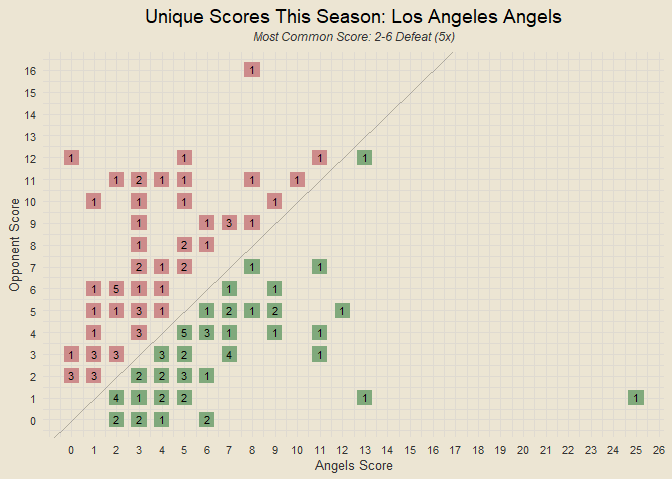 Unique Scores This Season: Los Angeles Angels
Most Common Score: 2-6 Defeat (5x)
16 1
15
14
13
12 1 1 1 1
11 1 2 1 1 1 1
10 1 1 1 1
9 1 1 3 1
8 1 2 1
7 2 1 2 1 1
6 1 5 1 1 1 1
5 1 1 3 1 1 2 1 2 1
4 1 3 5 3 1 1 1
3 1 3 3 3 2 4 1
2 3 3 2 2 3 1
1 4 1 2 2 1 1
0 2 2 1 2
Opponent Score
0 1 2 3 4 5 6 7 8 9 10 11 12 13 14 15 16 17 18 19 20 21 22 23 24 25 26
Angels Score